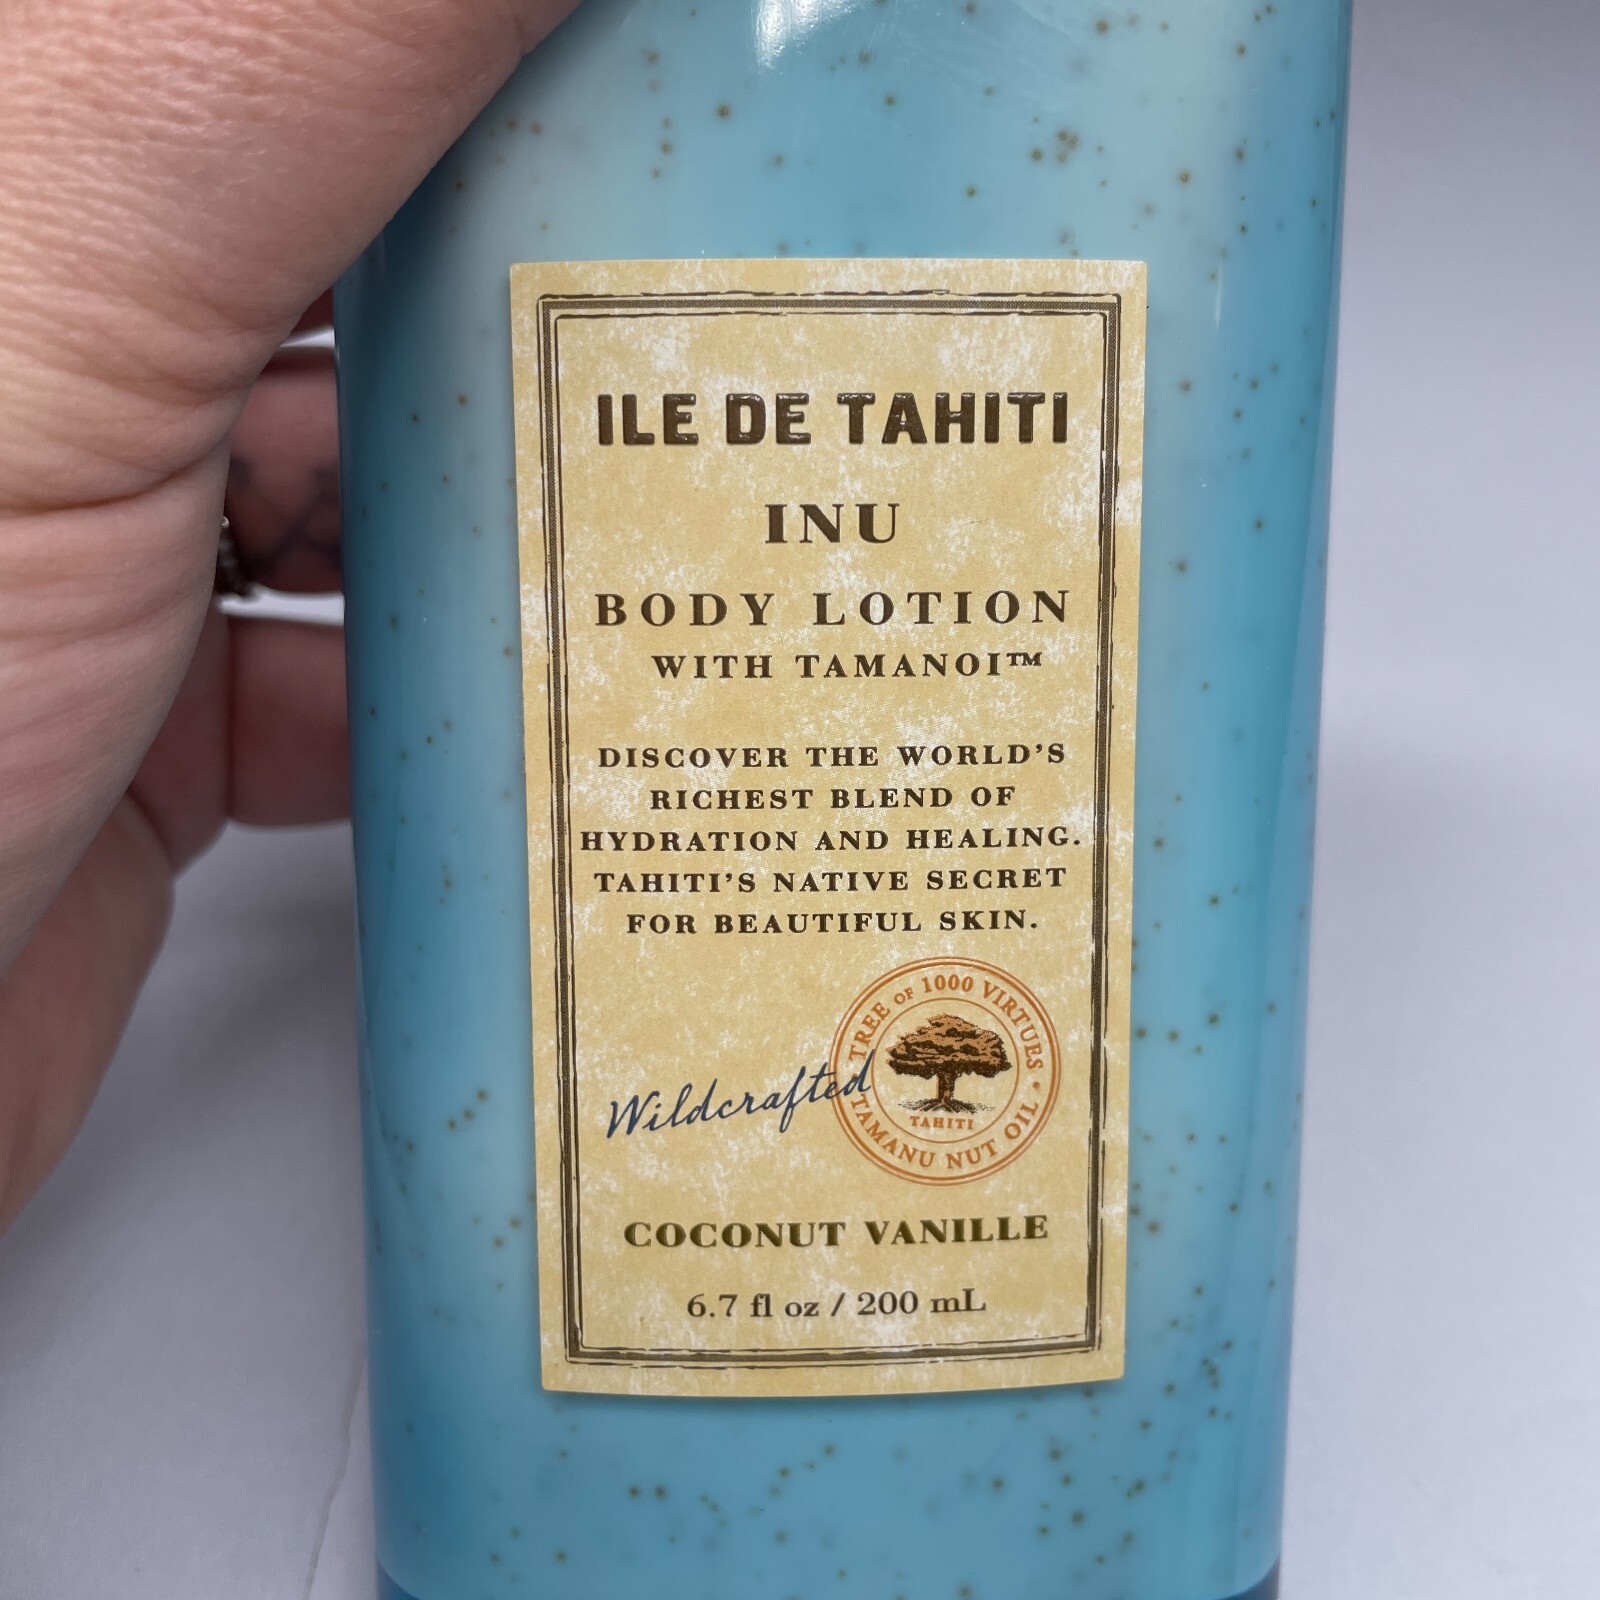 ILE DE TAHITI
INU
BODY LOTION
WITH TAMANOI™
DISCOVER THE WORLD'S
RICHEST BLEND OF
HYDRATION AND HEALING.
TAHITI'S NATIVE SECRET
FOR BEAUTIFUL SKIN.
Wildcrafted
TREE OF 1000 VIRTUES •
TAMANU NUT OIL •
TAHITI
COCONUT VANILLE
6.7 fl oz / 200 mL